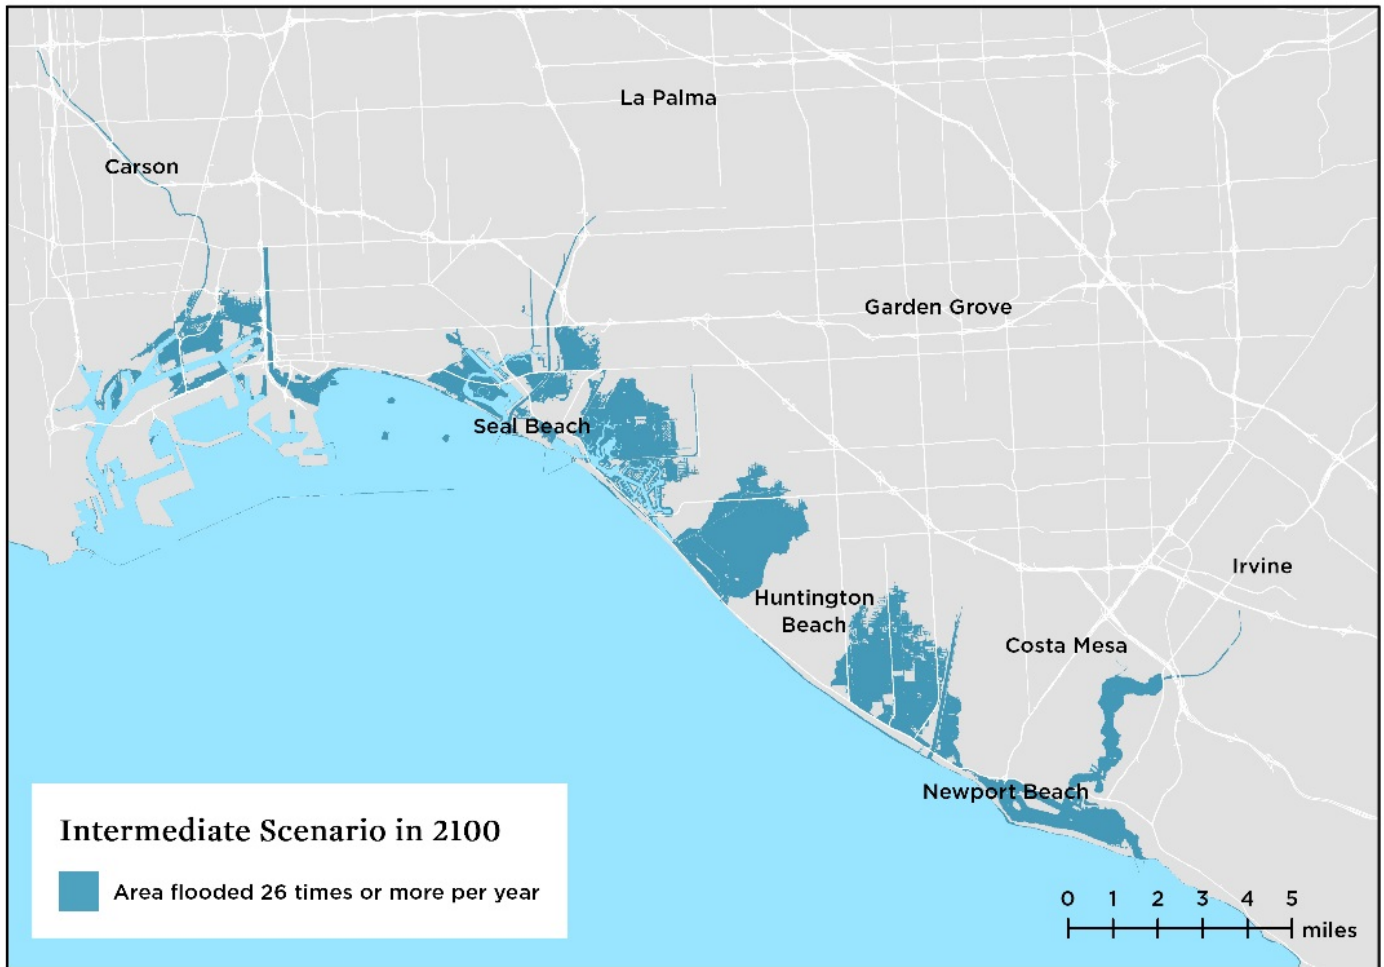 La Palma
Carson
Garden Grove
Seal Beach
Irvine
Huntington
Beach
Costa Mesa
Newport Beach
Intermediate Scenario in 2100
Area flooded 26 times or more per year
0 1 2 3 4 5
miles